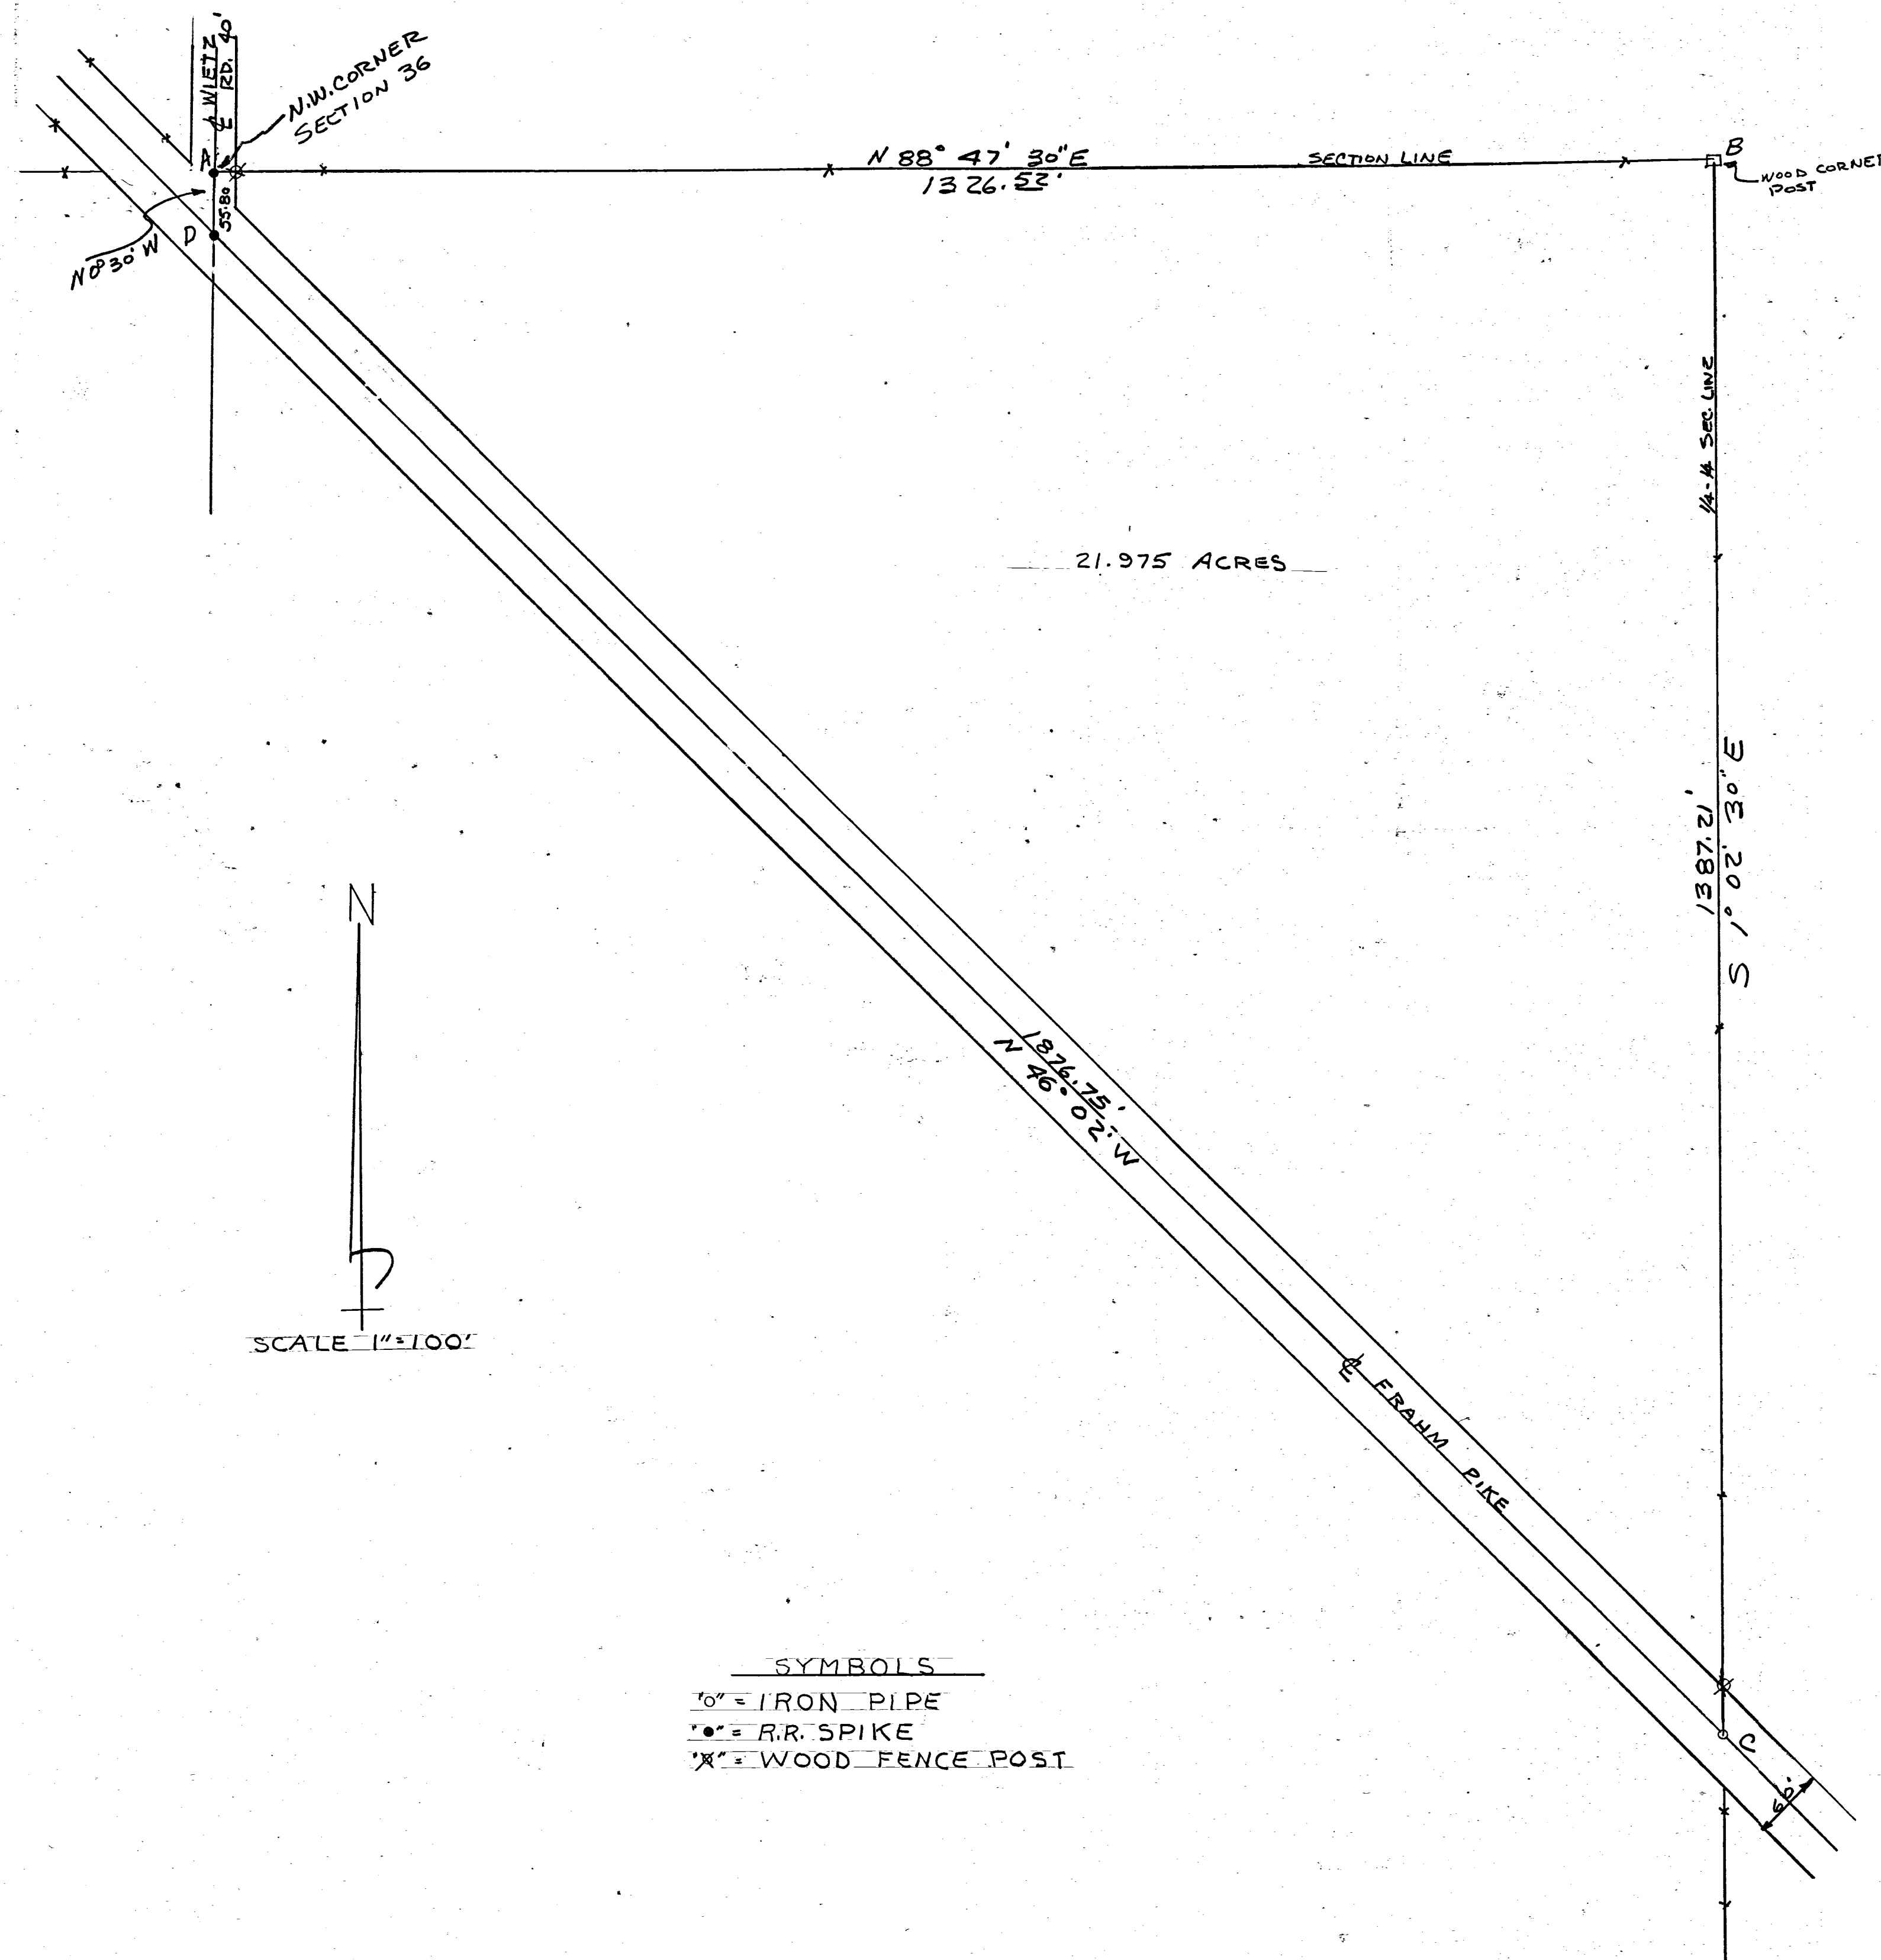 ℄ WIETZ
RD. 40'
N.W. CORNER
SECTION 36
A
N 88° 47' 30" E
1326.52'
SECTION LINE
B
WOOD CORNER
POST
55.80
D
N 0° 30' W
1/4-1/4 SEC. LINE
21.975 ACRES
1387.21'
S 1° 02' 30" E
N
SCALE 1"=100'
1876.75'
N 46° 02' W
℄ FRAHM PIKE
SYMBOLS
"O" = IRON PIPE
"●" = R.R. SPIKE
"⌀" = WOOD FENCE POST
C
60'